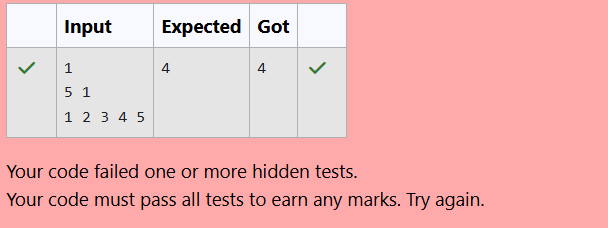 Input Expected Got
1 4 4
5 1
1 2 3 4 5
Your code failed one or more hidden tests.
Your code must pass all tests to earn any marks. Try again.